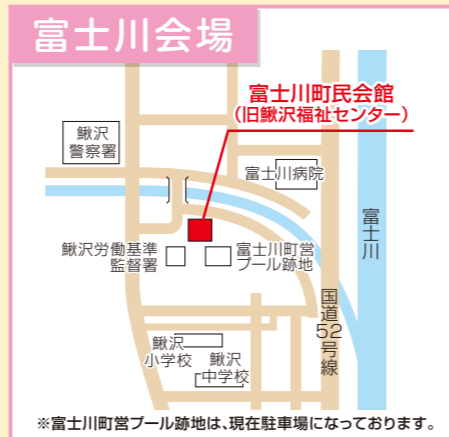 富士川会場
富士川町民会館
（旧鰍沢福祉センター）
鰍沢
警察署
富士川病院
富士川
鰍沢労働基準
監督署
富士川町営
プール跡地
国道52号線
鰍沢
小学校
鰍沢
中学校
※富士川町営プール跡地は、現在駐車場になっております。